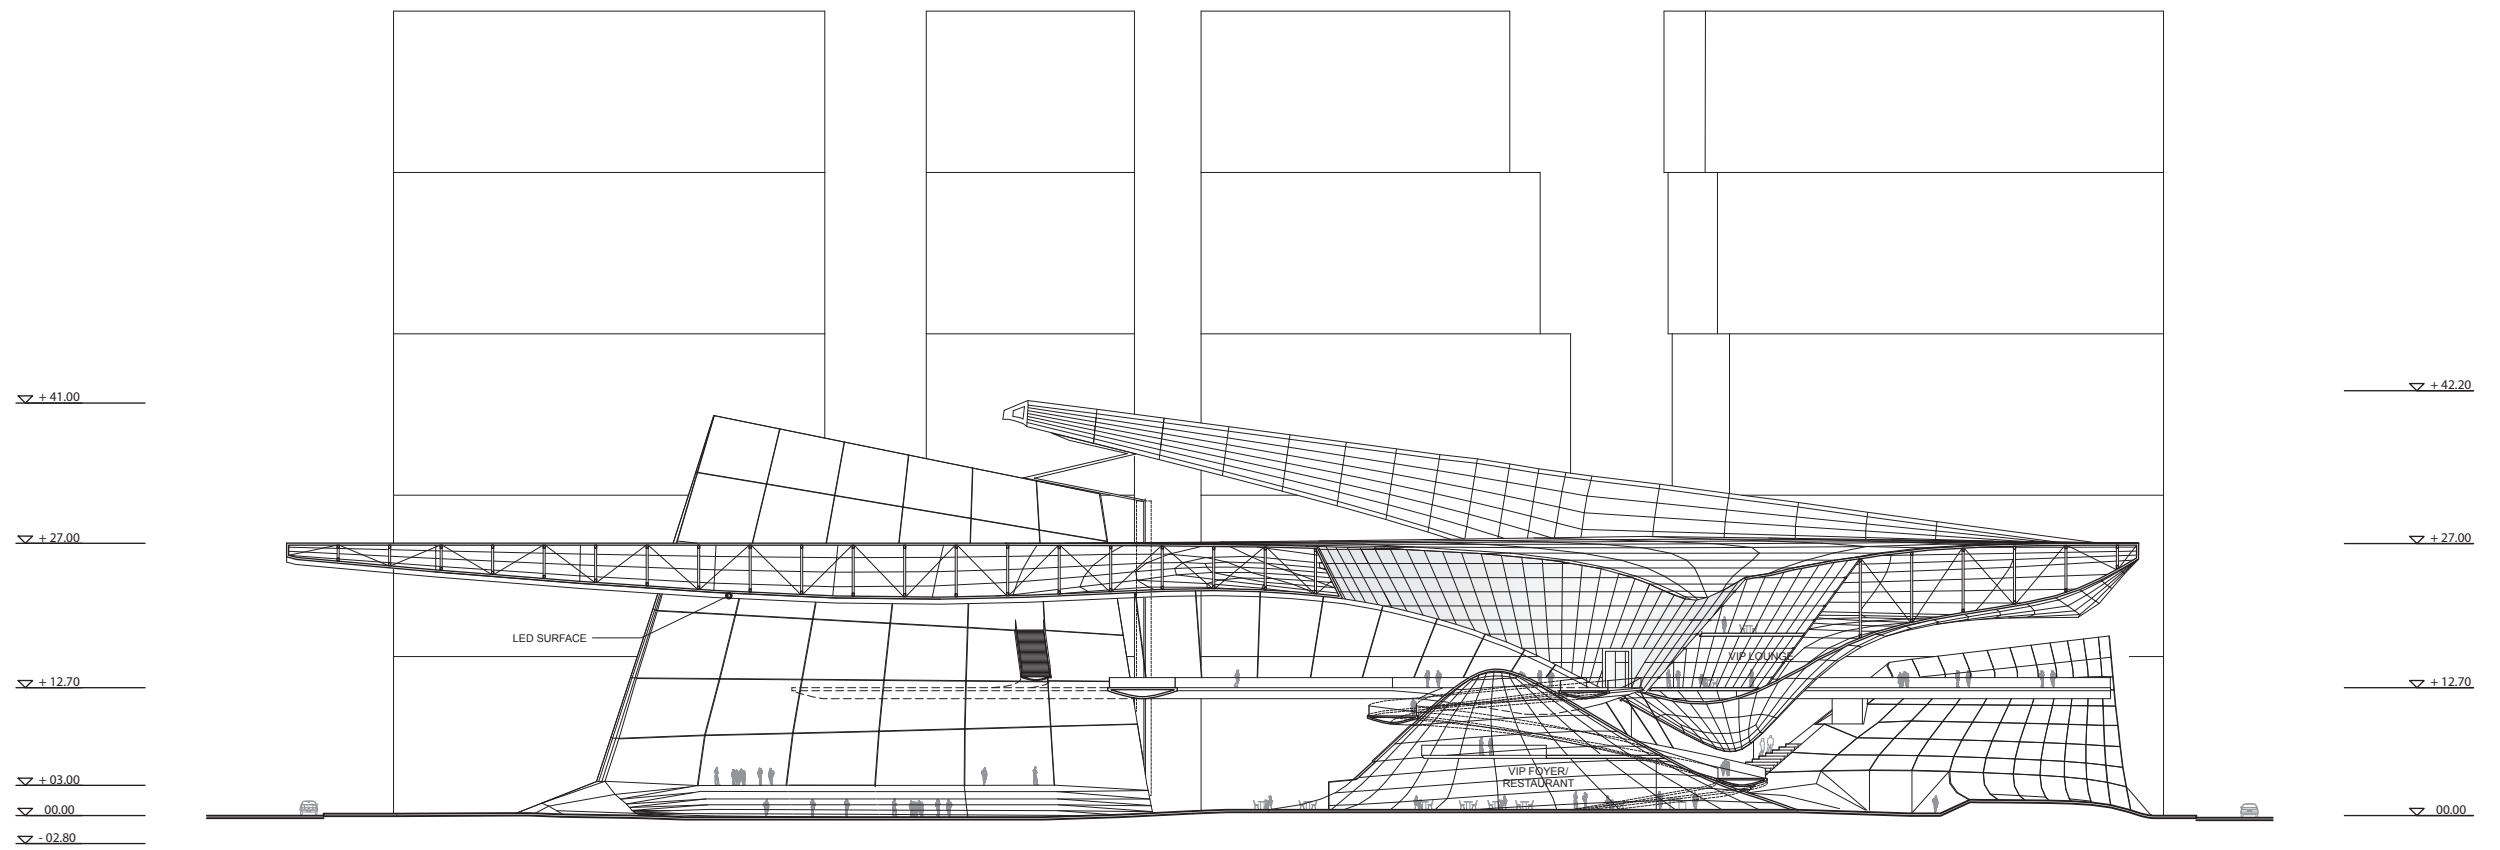 + 41.00
+ 42.20
+ 27.00
+ 27.00
LED SURFACE
VIP LOUNGE
+ 12.70
+ 12.70
VIP FOYER/
RESTAURANT
+ 03.00
00.00
00.00
- 02.80